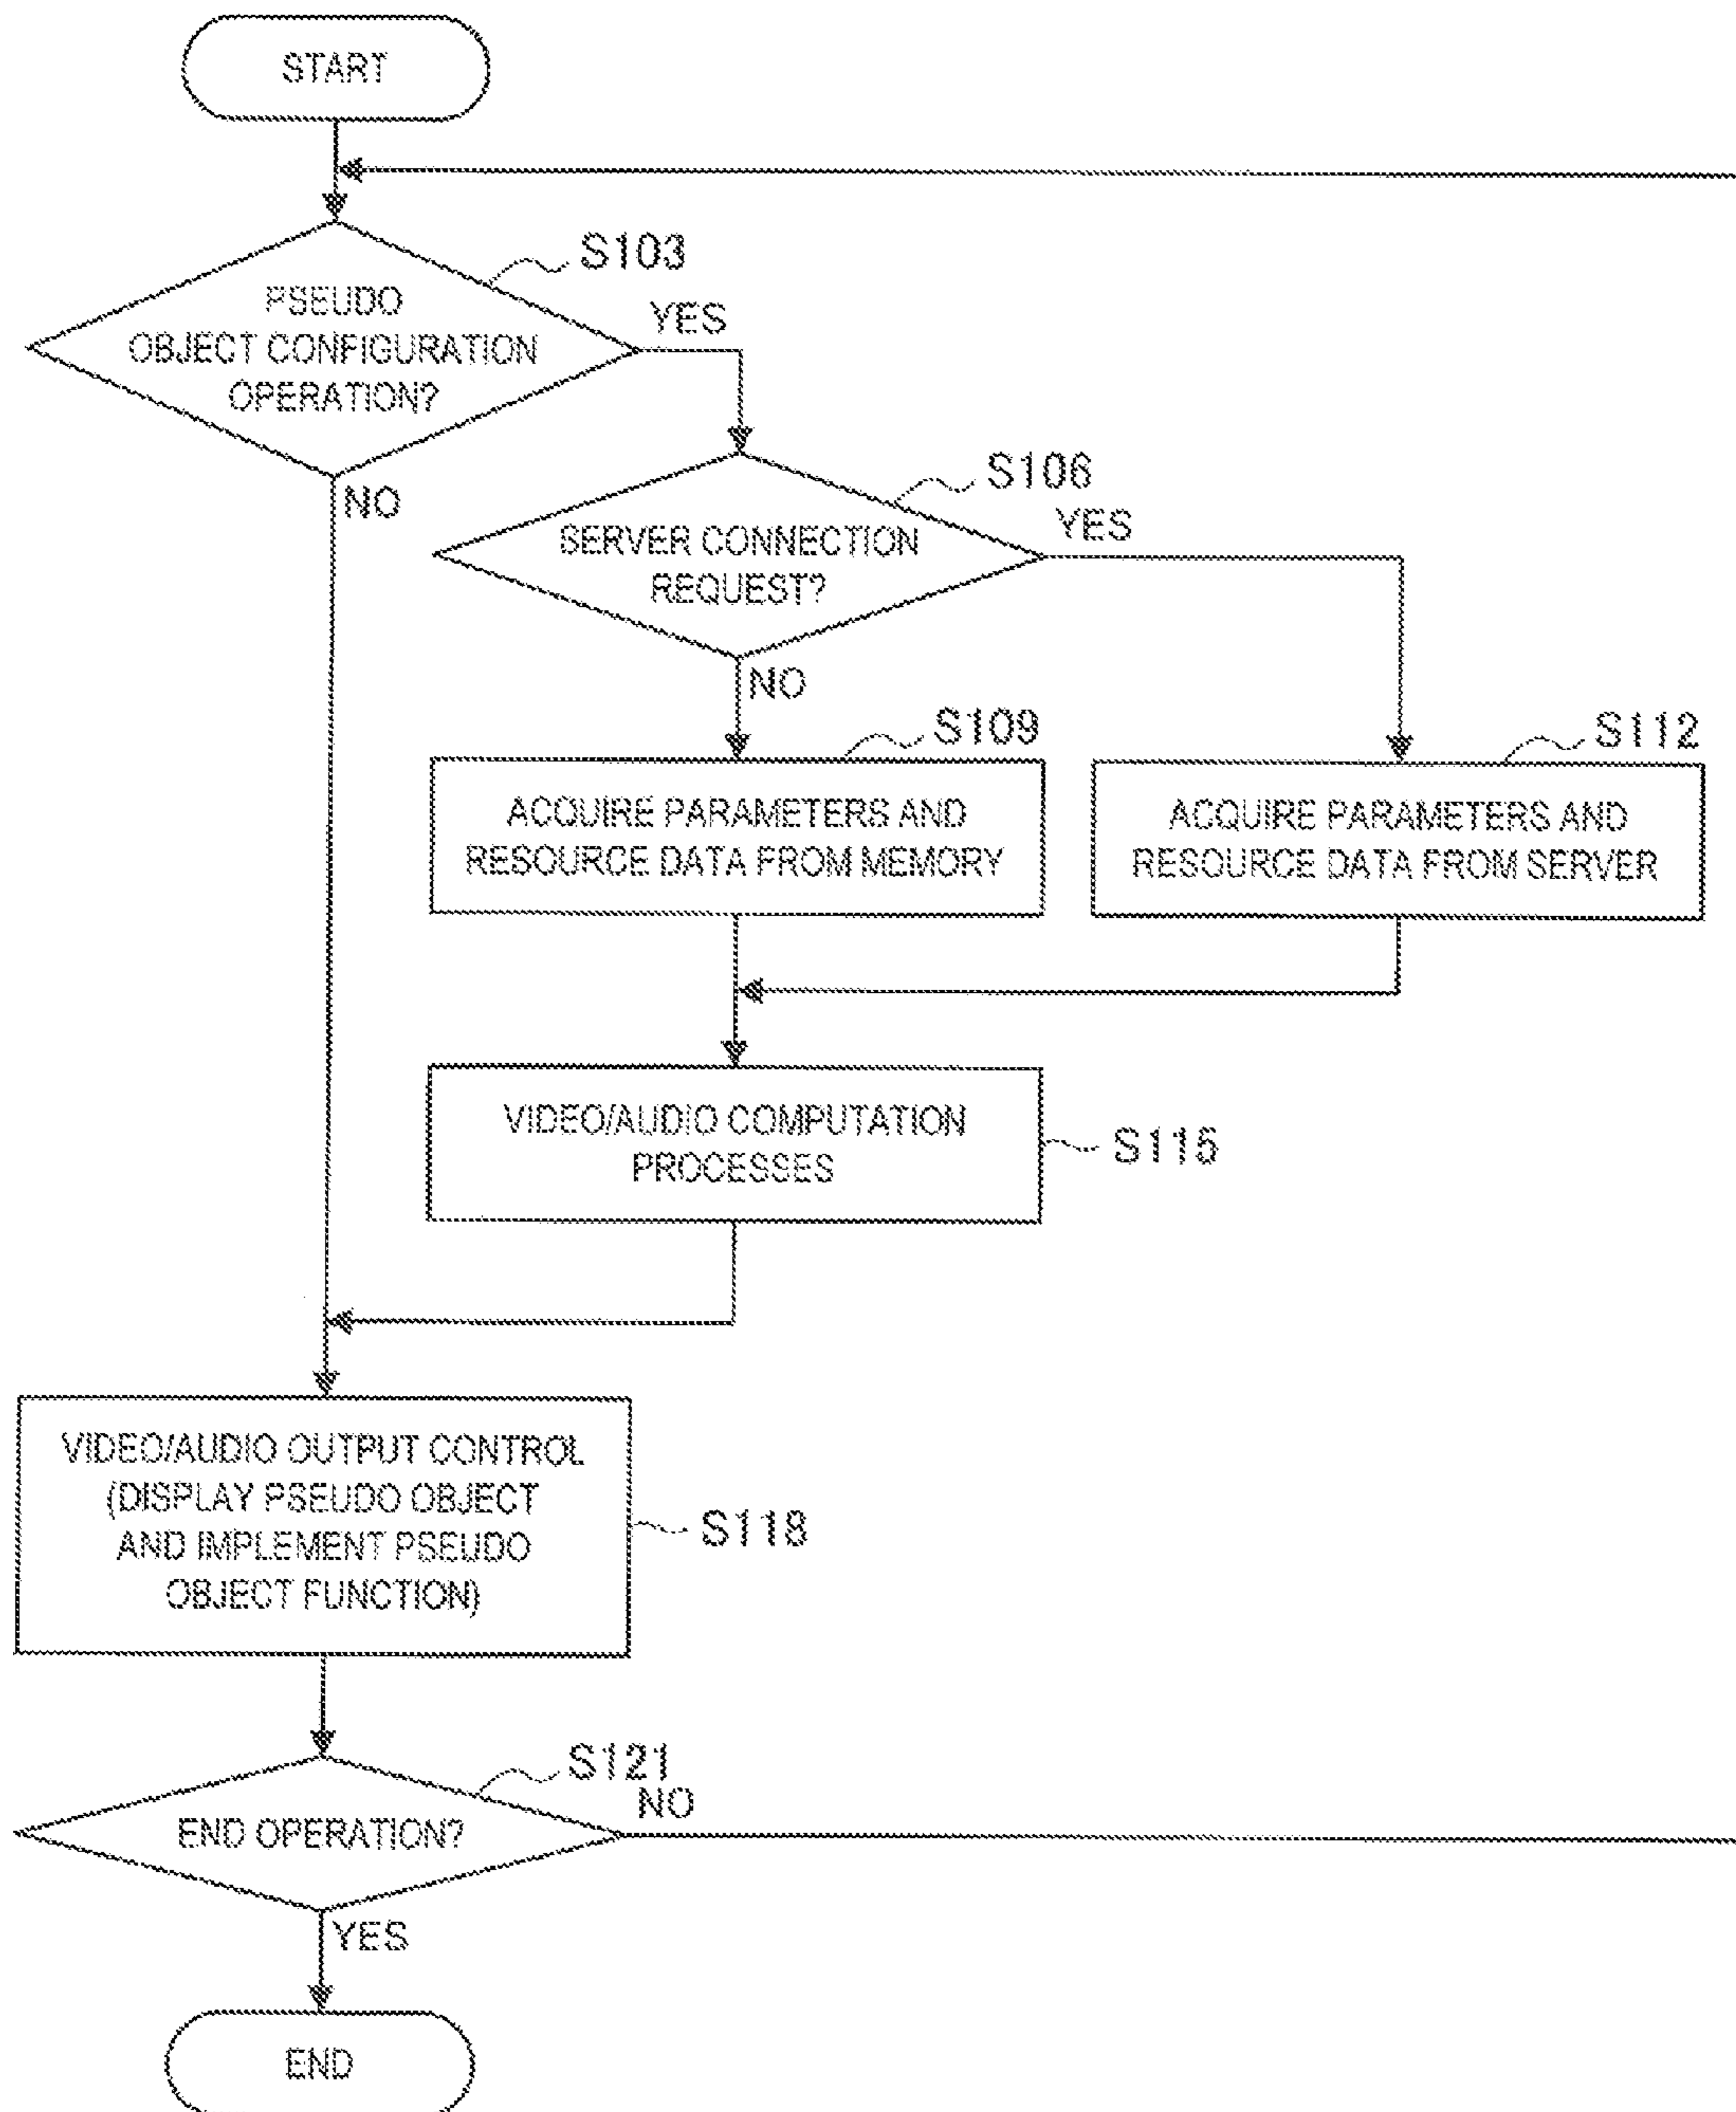 START
S103
PSEUDO
OBJECT CONFIGURATION
OPERATION?
YES
NO
S106
SERVER CONNECTION
REQUEST?
YES
NO
S109
ACQUIRE PARAMETERS AND
RESOURCE DATA FROM MEMORY
S112
ACQUIRE PARAMETERS AND
RESOURCE DATA FROM SERVER
VIDEO/AUDIO COMPUTATION
PROCESSES
S115
VIDEO/AUDIO OUTPUT CONTROL
(DISPLAY PSEUDO OBJECT
AND IMPLEMENT PSEUDO
OBJECT FUNCTION)
S118
S121
END OPERATION?
NO
YES
END